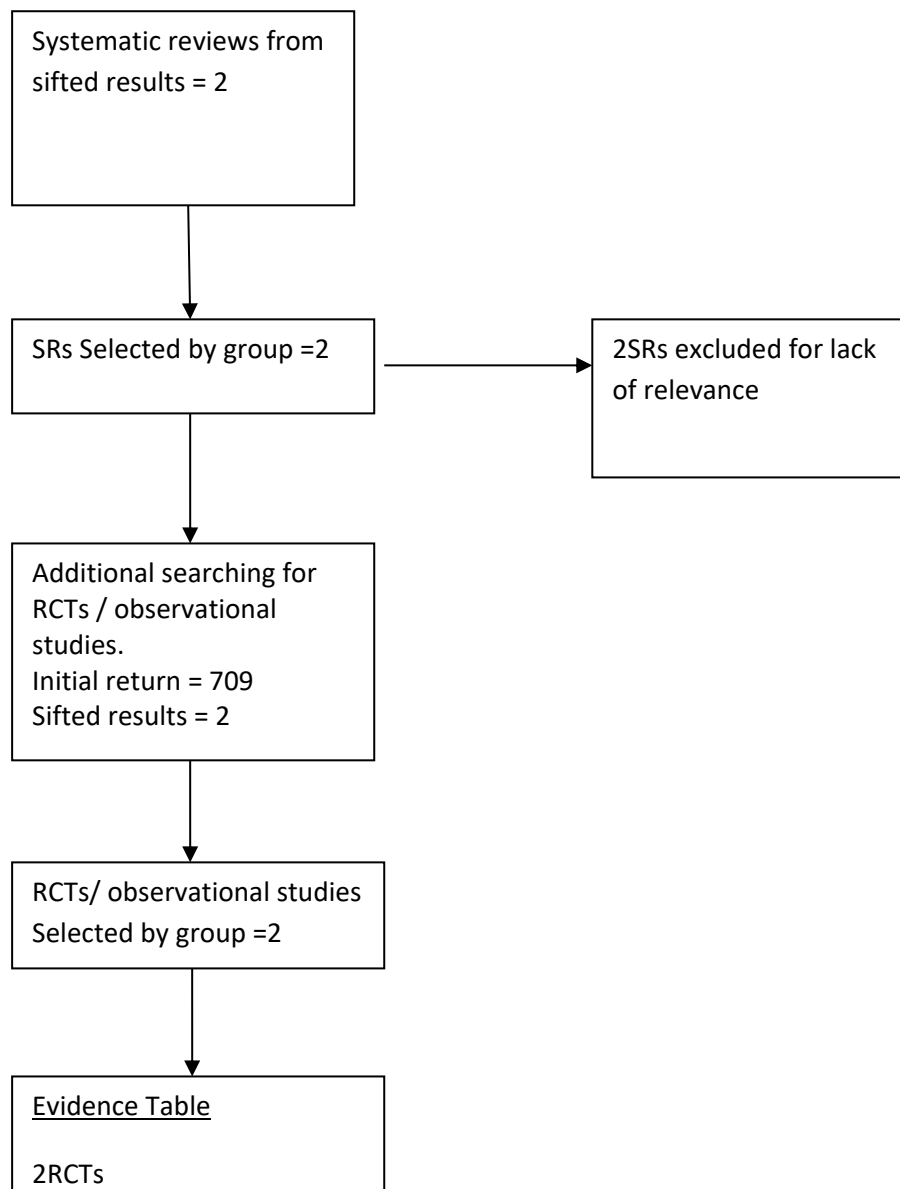 Systematic reviews from
sifted results = 2
SRs Selected by group =2
2SRs excluded for lack
of relevance
Additional searching for
RCTs / observational
studies.
Initial return = 709
Sifted results = 2
RCTs/ observational studies
Selected by group =2
Evidence Table
2RCTs